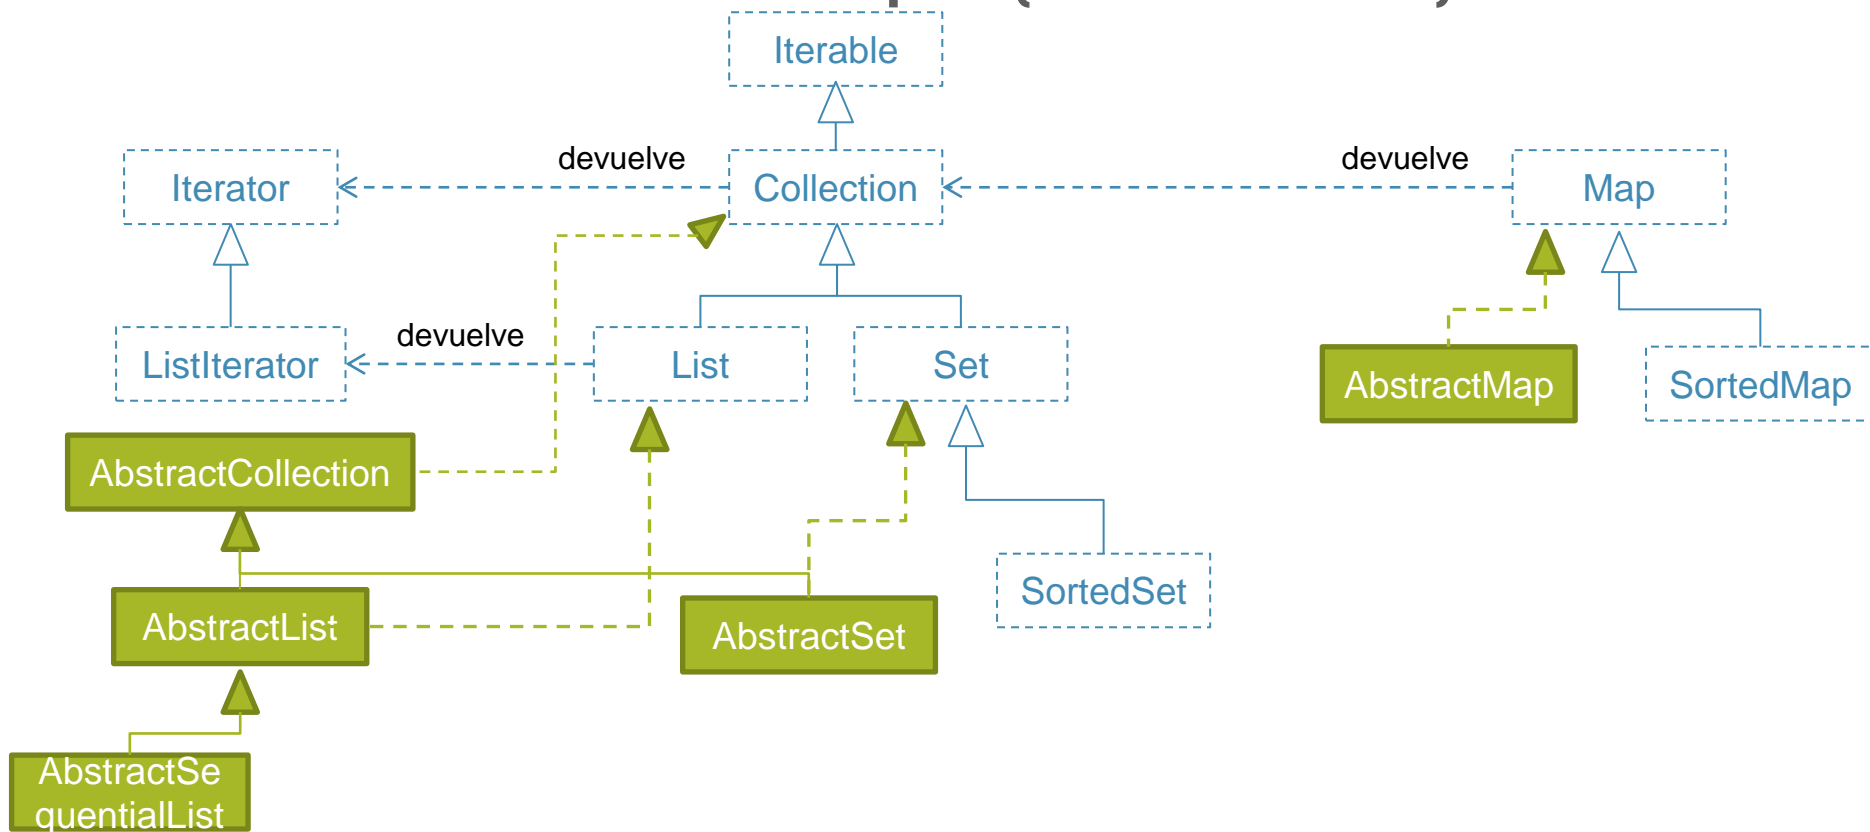 Iterable
devuelve
devuelve
Iterator
Collection
Map
devuelve
ListIterator
List
Set
AbstractMap
SortedMap
AbstractCollection
SortedSet
AbstractList
AbstractSet
AbstractSe
quentialList